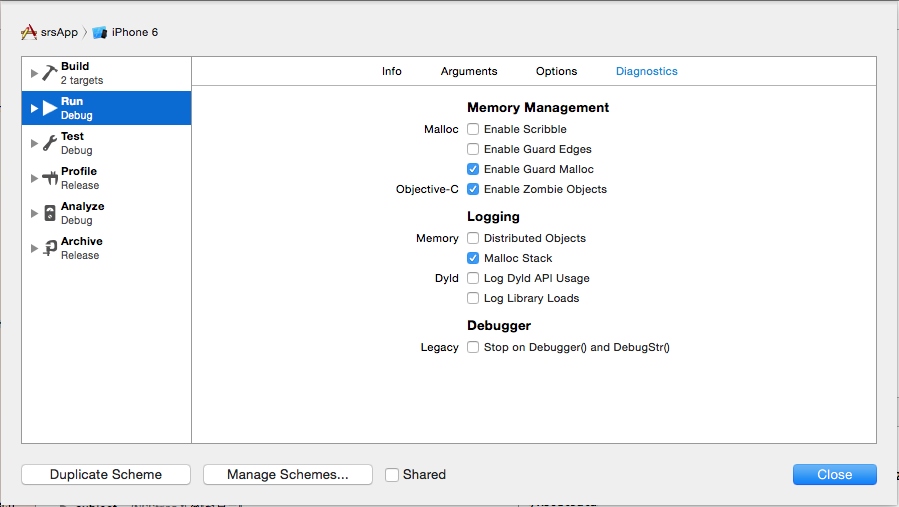 srsApp 〉 iPhone 6
Build
2 targets
Run
Debug
Test
Debug
Profile
Release
Analyze
Debug
Archive
Release
Info Arguments Options Diagnostics
Memory Management
Malloc Enable Scribble
Enable Guard Edges
Enable Guard Malloc
Objective-C Enable Zombie Objects
Logging
Memory Distributed Objects
Malloc Stack
Dyld Log Dyld API Usage
Log Library Loads
Debugger
Legacy Stop on Debugger() and DebugStr()
Duplicate Scheme Manage Schemes... Shared Close